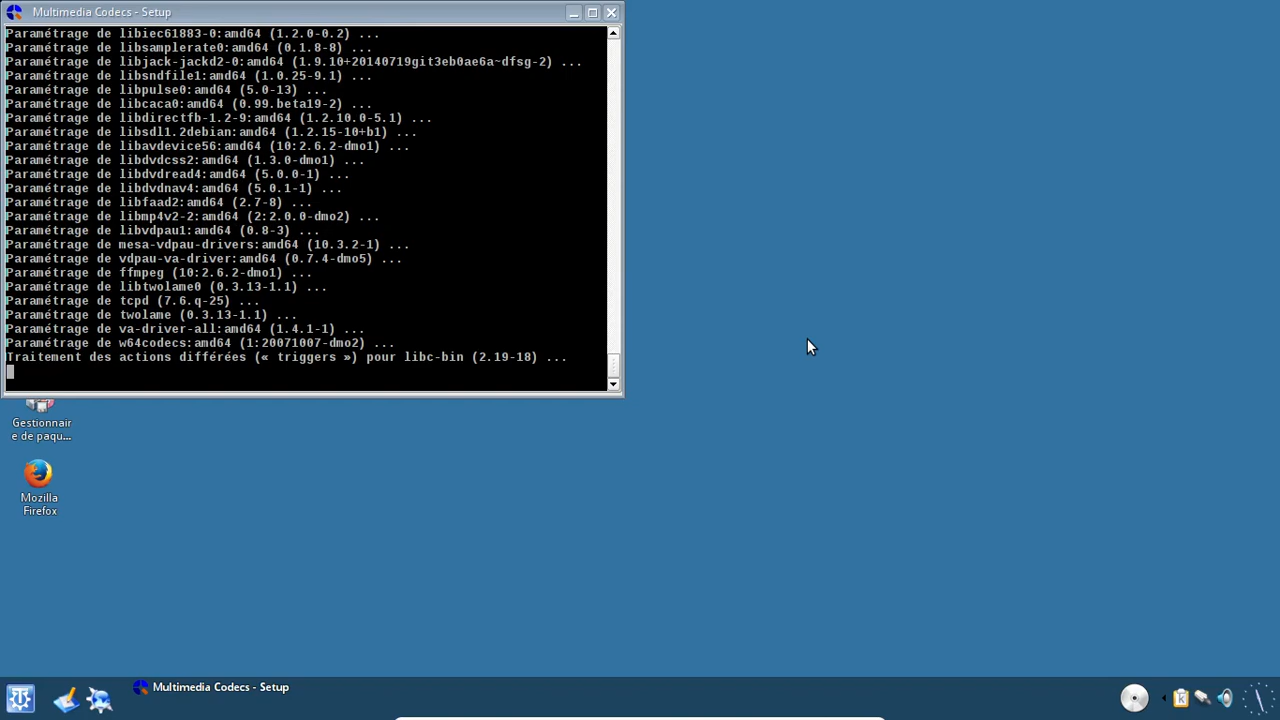 Multimedia Codecs - Setup
Paramétrage de libiec61883-0:amd64 (1.2.0-0.2) ...
Paramétrage de libsamplerate0:amd64 (0.1.8-8) ...
Paramétrage de libjack-jackd2-0:amd64 (1.9.10+20140719git3eb0ae6a~dfsg-2) ...
Paramétrage de libsndfile1:amd64 (1.0.25-9.1) ...
Paramétrage de libpulse0:amd64 (5.0-13) ...
Paramétrage de libcaca0:amd64 (0.99.beta19-2) ...
Paramétrage de libdirectfb-1.2-9:amd64 (1.2.10.0-5.1) ...
Paramétrage de libsdl1.2debian:amd64 (1.2.15-10+b1) ...
Paramétrage de libavdevice56:amd64 (10:2.6.2-dmo1) ...
Paramétrage de libdvdcss2:amd64 (1.3.0-dmo1) ...
Paramétrage de libdvdread4:amd64 (5.0.0-1) ...
Paramétrage de libdvdnav4:amd64 (5.0.1-1) ...
Paramétrage de libfaad2:amd64 (2.7-8) ...
Paramétrage de libmp4v2-2:amd64 (2:2.0.0-dmo2) ...
Paramétrage de libvdpau1:amd64 (0.8-3) ...
Paramétrage de mesa-vdpau-drivers:amd64 (10.3.2-1) ...
Paramétrage de vdpau-va-driver:amd64 (0.7.4-dmo5) ...
Paramétrage de ffmpeg (10:2.6.2-dmo1) ...
Paramétrage de libtwolame0 (0.3.13-1.1) ...
Paramétrage de tcpd (7.6.q-25) ...
Paramétrage de twolame (0.3.13-1.1) ...
Paramétrage de va-driver-all:amd64 (1.4.1-1) ...
Paramétrage de w64codecs:amd64 (1:20071007-dmo2) ...
Traitement des actions différées (« triggers ») pour libc-bin (2.19-18) ...
Gestionnair
e de paqu...
Mozilla
Firefox
Multimedia Codecs - Setup